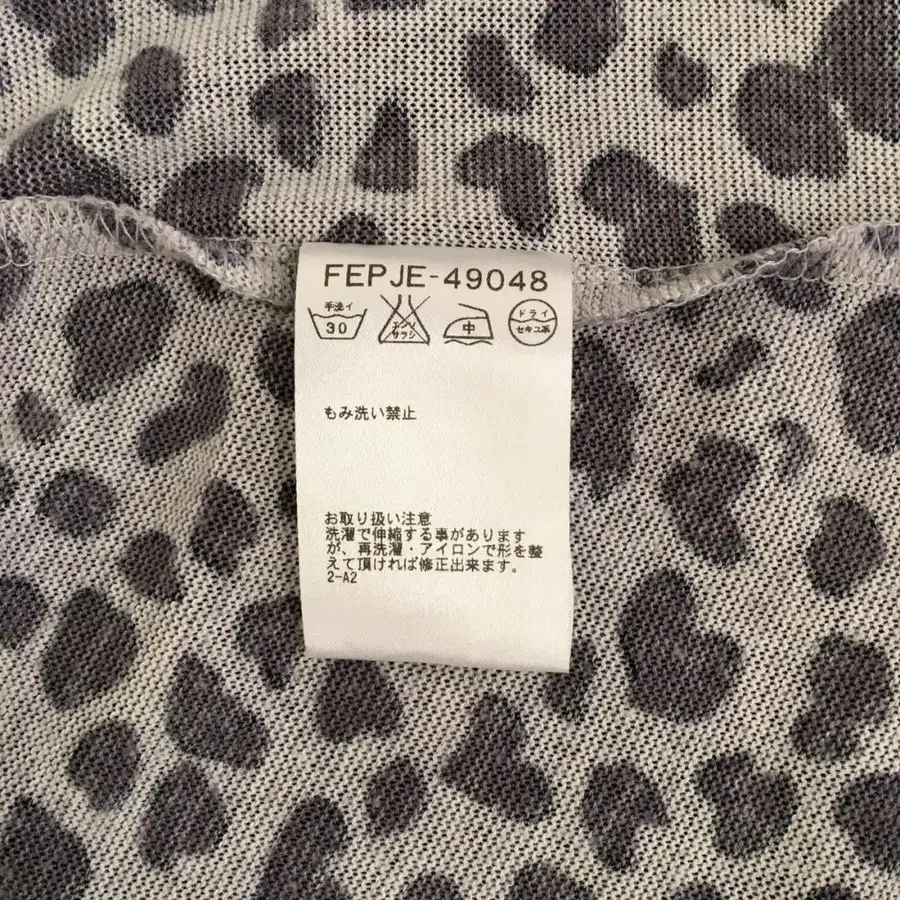 FEPJE-49048
手洗イ
30
エンソ
サラシ
中
ドライ
セキユ系
もみ洗い禁止
お取り扱い注意
洗濯で伸縮する事があります
が、再洗濯・アイロンで形を整
えて頂ければ修正出来ます。
2-A2